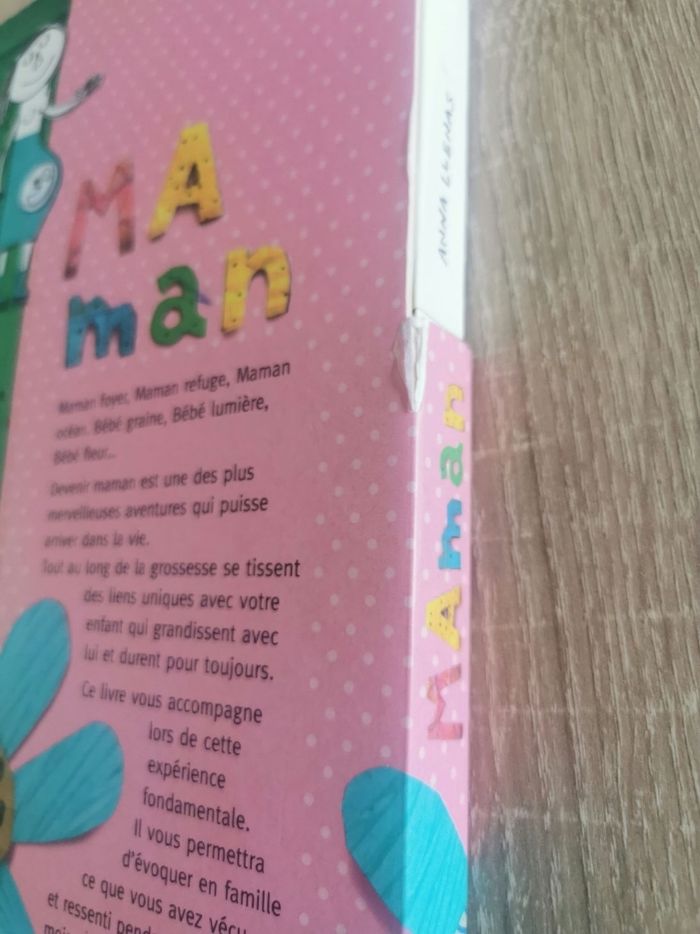 MA
man
Maman foyer, Maman refuge, Maman
océan. Bébé graine, Bébé lumière,
Bébé fleur...
Devenir maman est une des plus
merveilleuses aventures qui puisse
arriver dans la vie.
Tout au long de la grossesse se tissent
des liens uniques avec votre
enfant qui grandissent avec
lui et durent pour toujours.
Ce livre vous accompagne
lors de cette
expérience
fondamentale.
Il vous permettra
d'évoquer en famille
ce que vous avez vécu
et ressenti
ANNA LLENAS
MAman